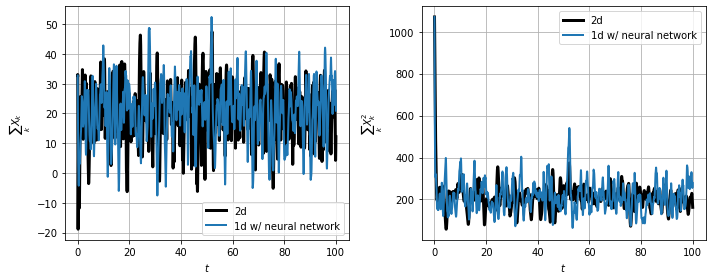 50
40
30
20
10
0
−10
−20
0 20 40 60 80 100
t
∑ X_k
k
2d
1d w/ neural network
1000
800
600
400
200
0 20 40 60 80 100
t
∑ X_k^2
k
2d
1d w/ neural network